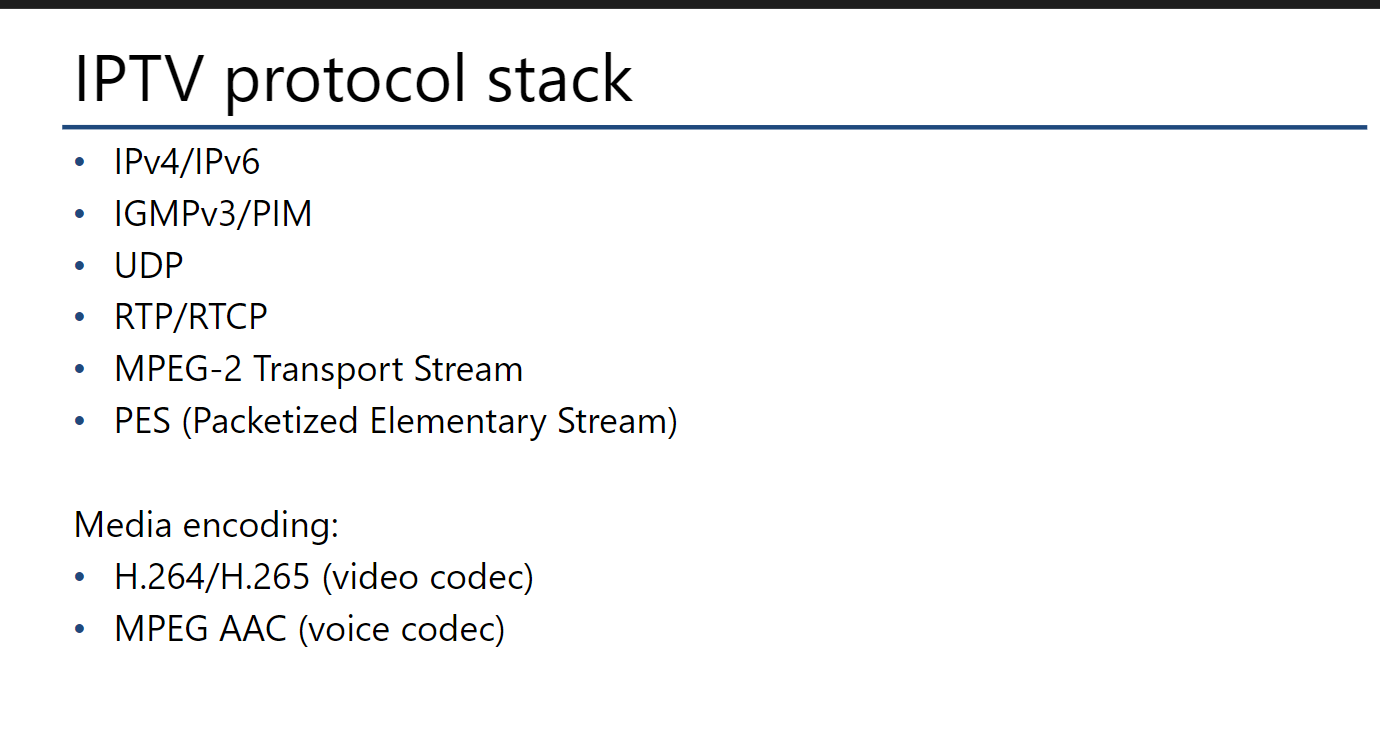 IPTV protocol stack
• IPv4/IPv6
• IGMPv3/PIM
• UDP
• RTP/RTCP
• MPEG-2 Transport Stream
• PES (Packetized Elementary Stream)
Media encoding:
• H.264/H.265 (video codec)
• MPEG AAC (voice codec)